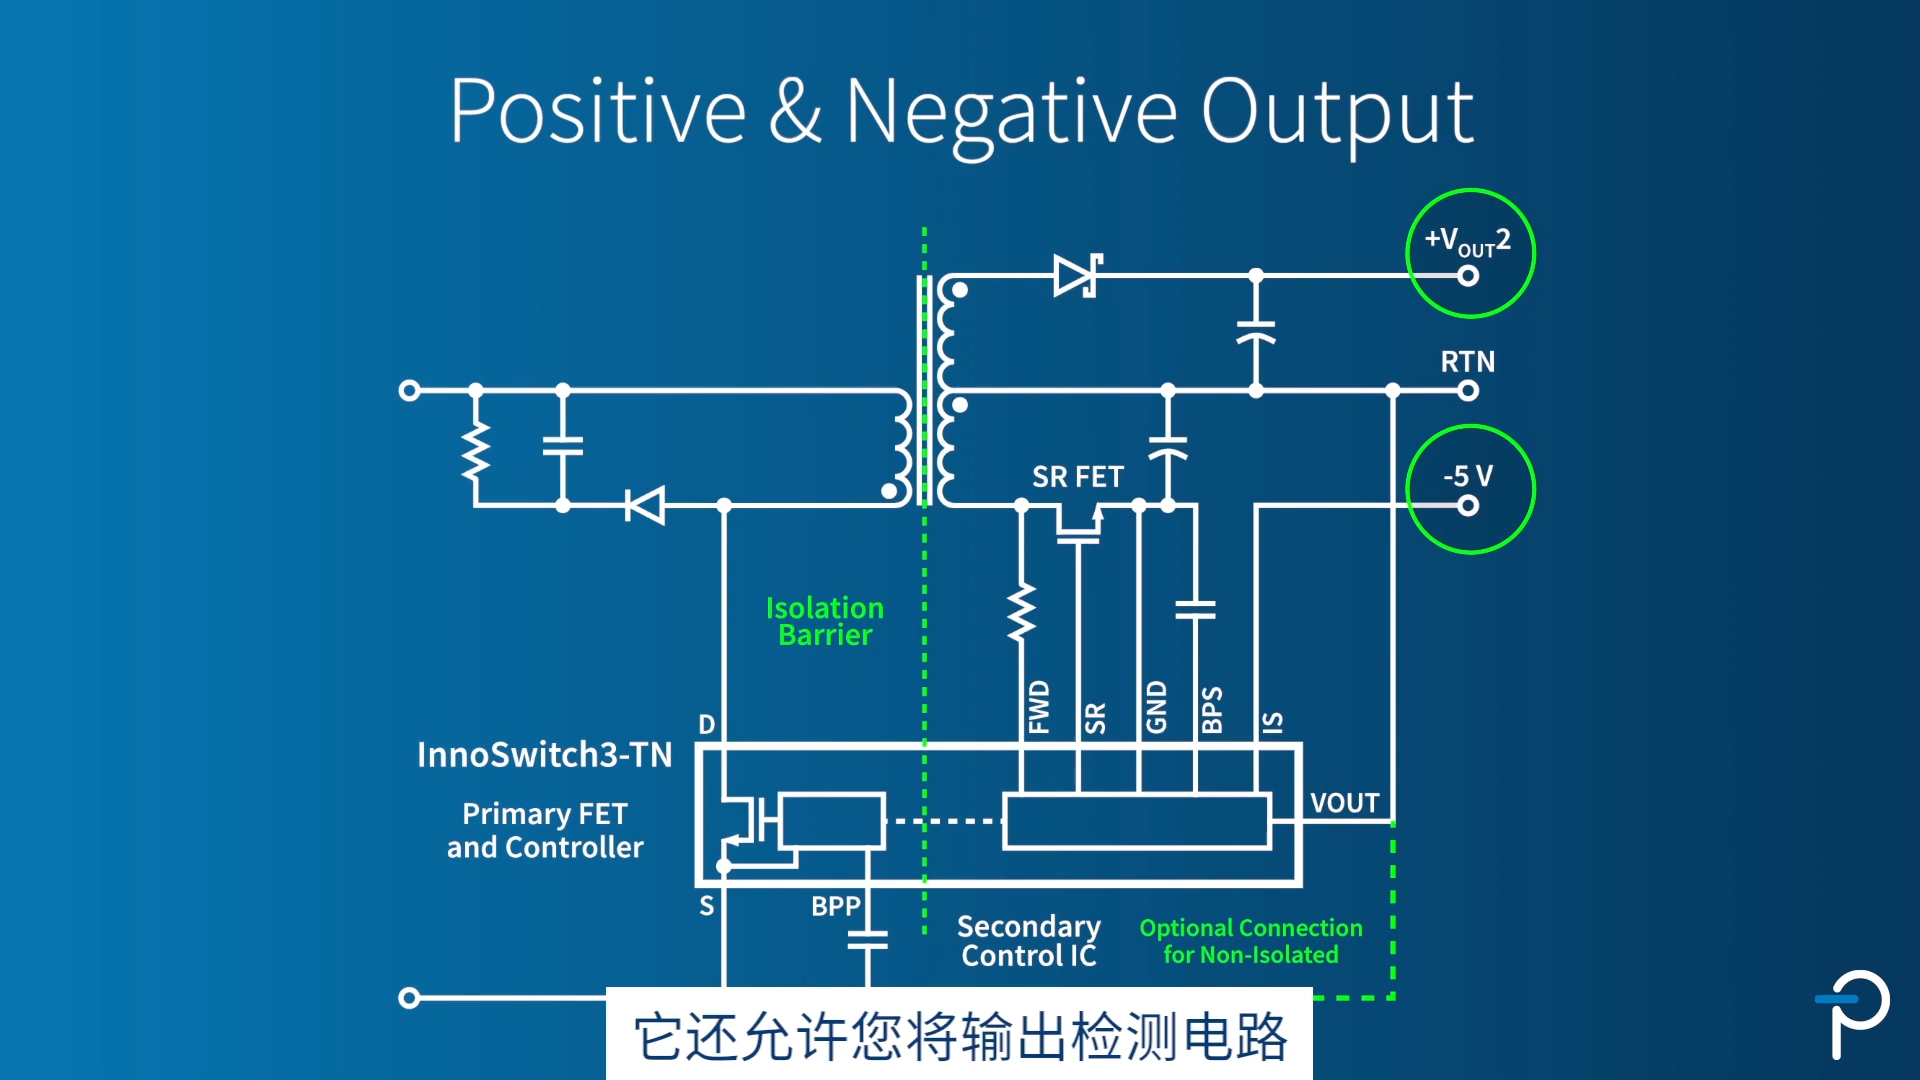 Positive & Negative Output
+VOUT2
RTN
-5 V
SR FET
Isolation
Barrier
FWD
SR
GND
BPS
IS
D
InnoSwitch3-TN
Primary FET
and Controller
VOUT
S
BPP
Secondary
Control IC
Optional Connection
for Non-Isolated
它还允许您将输出检测电路